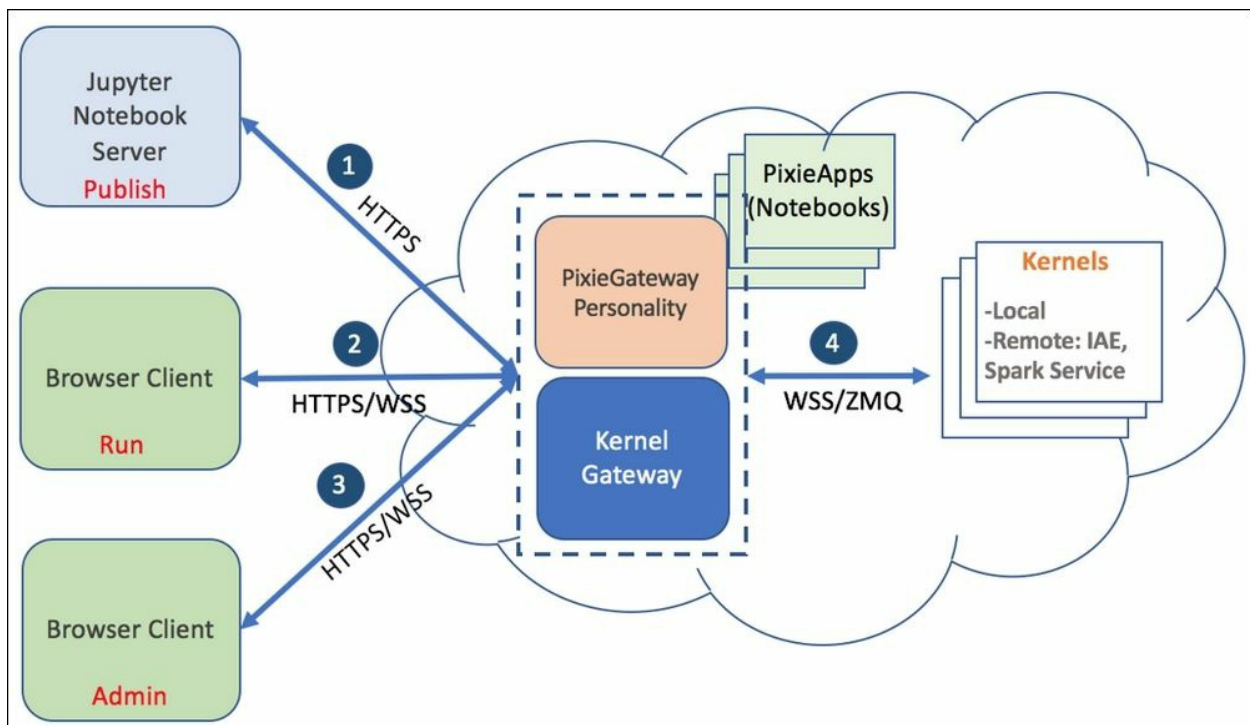 Jupyter
Notebook
Server
Publish
1
HTTPS
Browser Client
Run
2
HTTPS/WSS
Browser Client
Admin
3
HTTPS/WSS
PixieGateway
Personality
Kernel
Gateway
PixieApps
(Notebooks)
4
WSS/ZMQ
Kernels
-Local
-Remote: IAE,
Spark Service